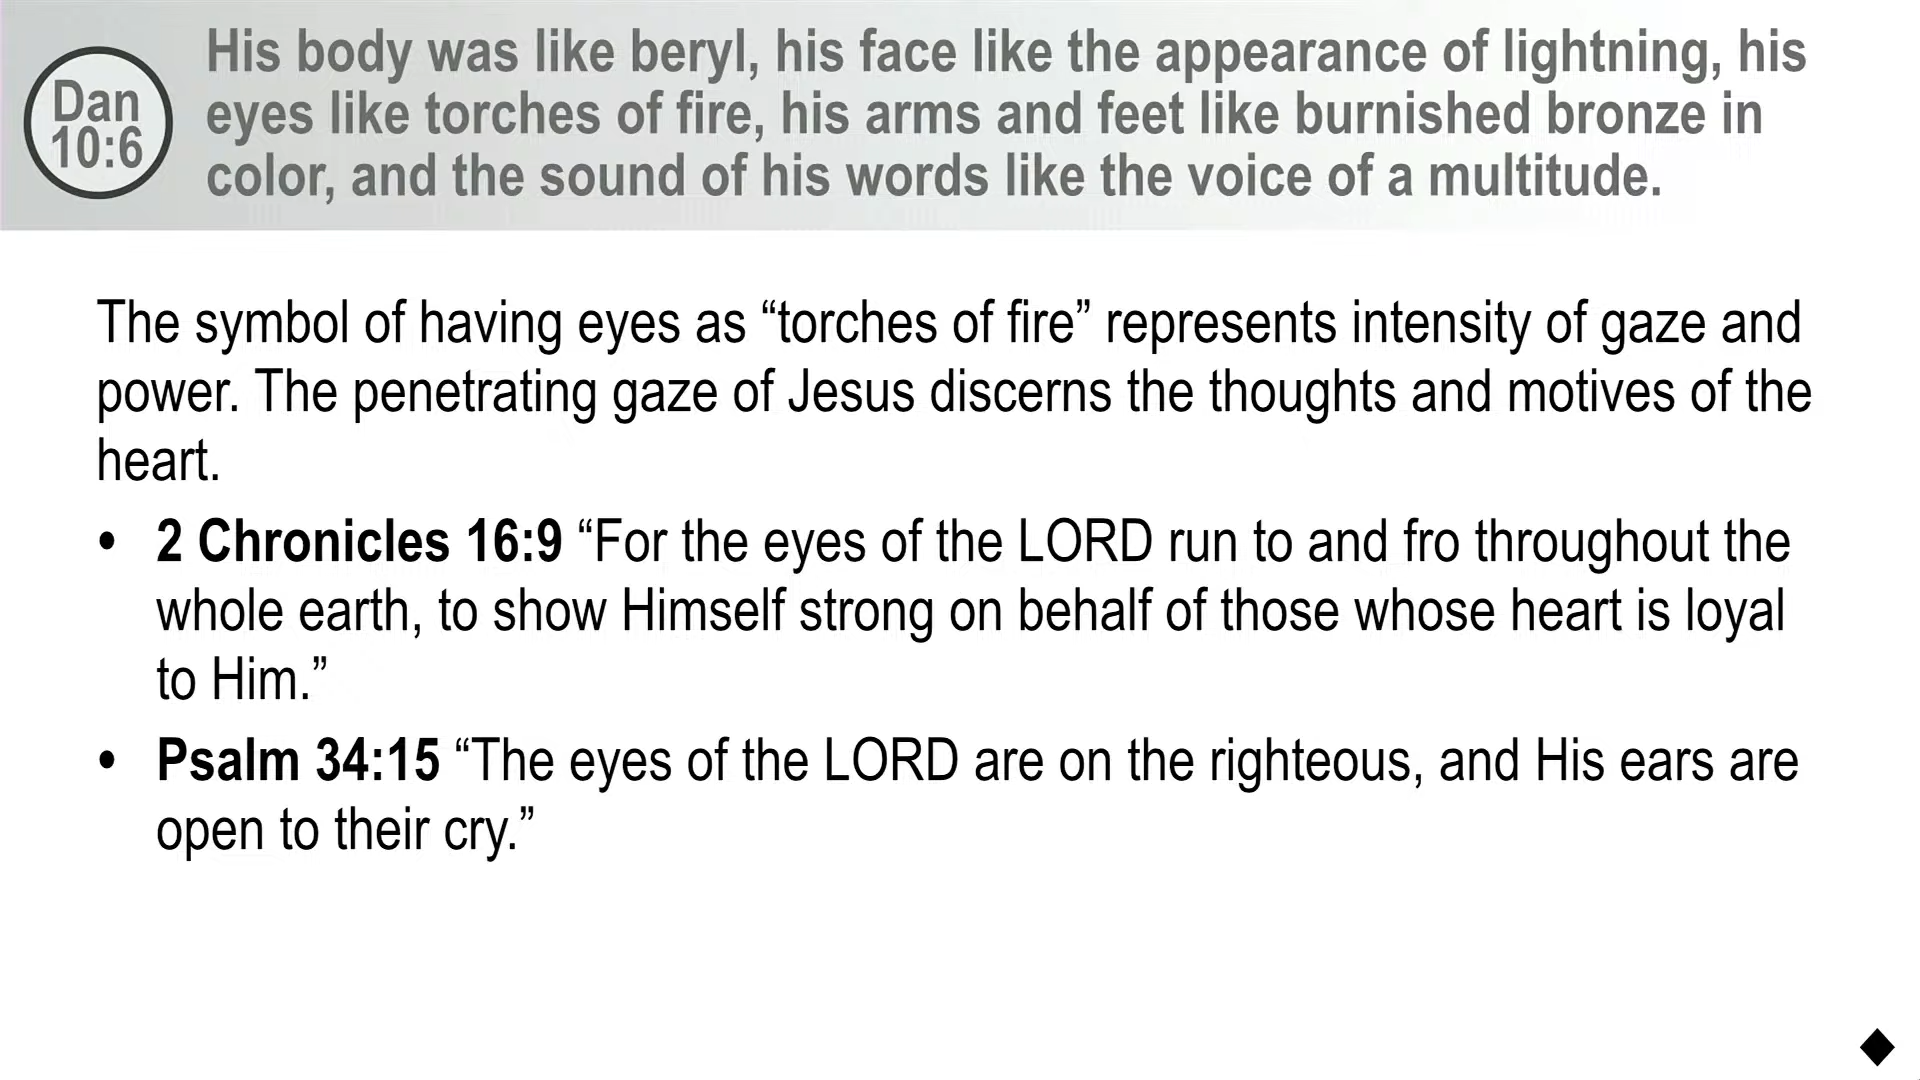 Dan
10:6
His body was like beryl, his face like the appearance of lightning, his
eyes like torches of fire, his arms and feet like burnished bronze in
color, and the sound of his words like the voice of a multitude.
The symbol of having eyes as “torches of fire” represents intensity of gaze and
power. The penetrating gaze of Jesus discerns the thoughts and motives of the
heart.
• 2 Chronicles 16:9 “For the eyes of the LORD run to and fro throughout the
whole earth, to show Himself strong on behalf of those whose heart is loyal
to Him.”
• Psalm 34:15 “The eyes of the LORD are on the righteous, and His ears are
open to their cry.”